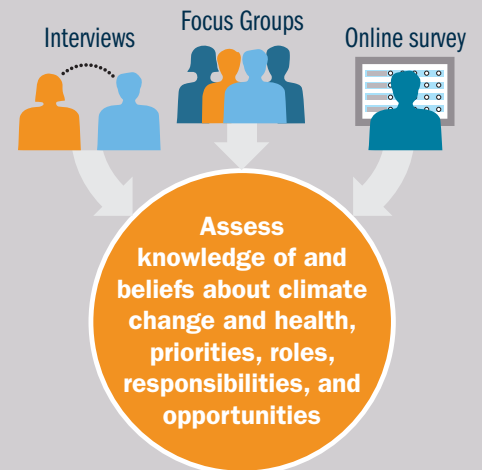 Interviews
Focus Groups
Online survey
Assess
knowledge of and
beliefs about climate
change and health,
priorities, roles,
responsibilities, and
opportunities